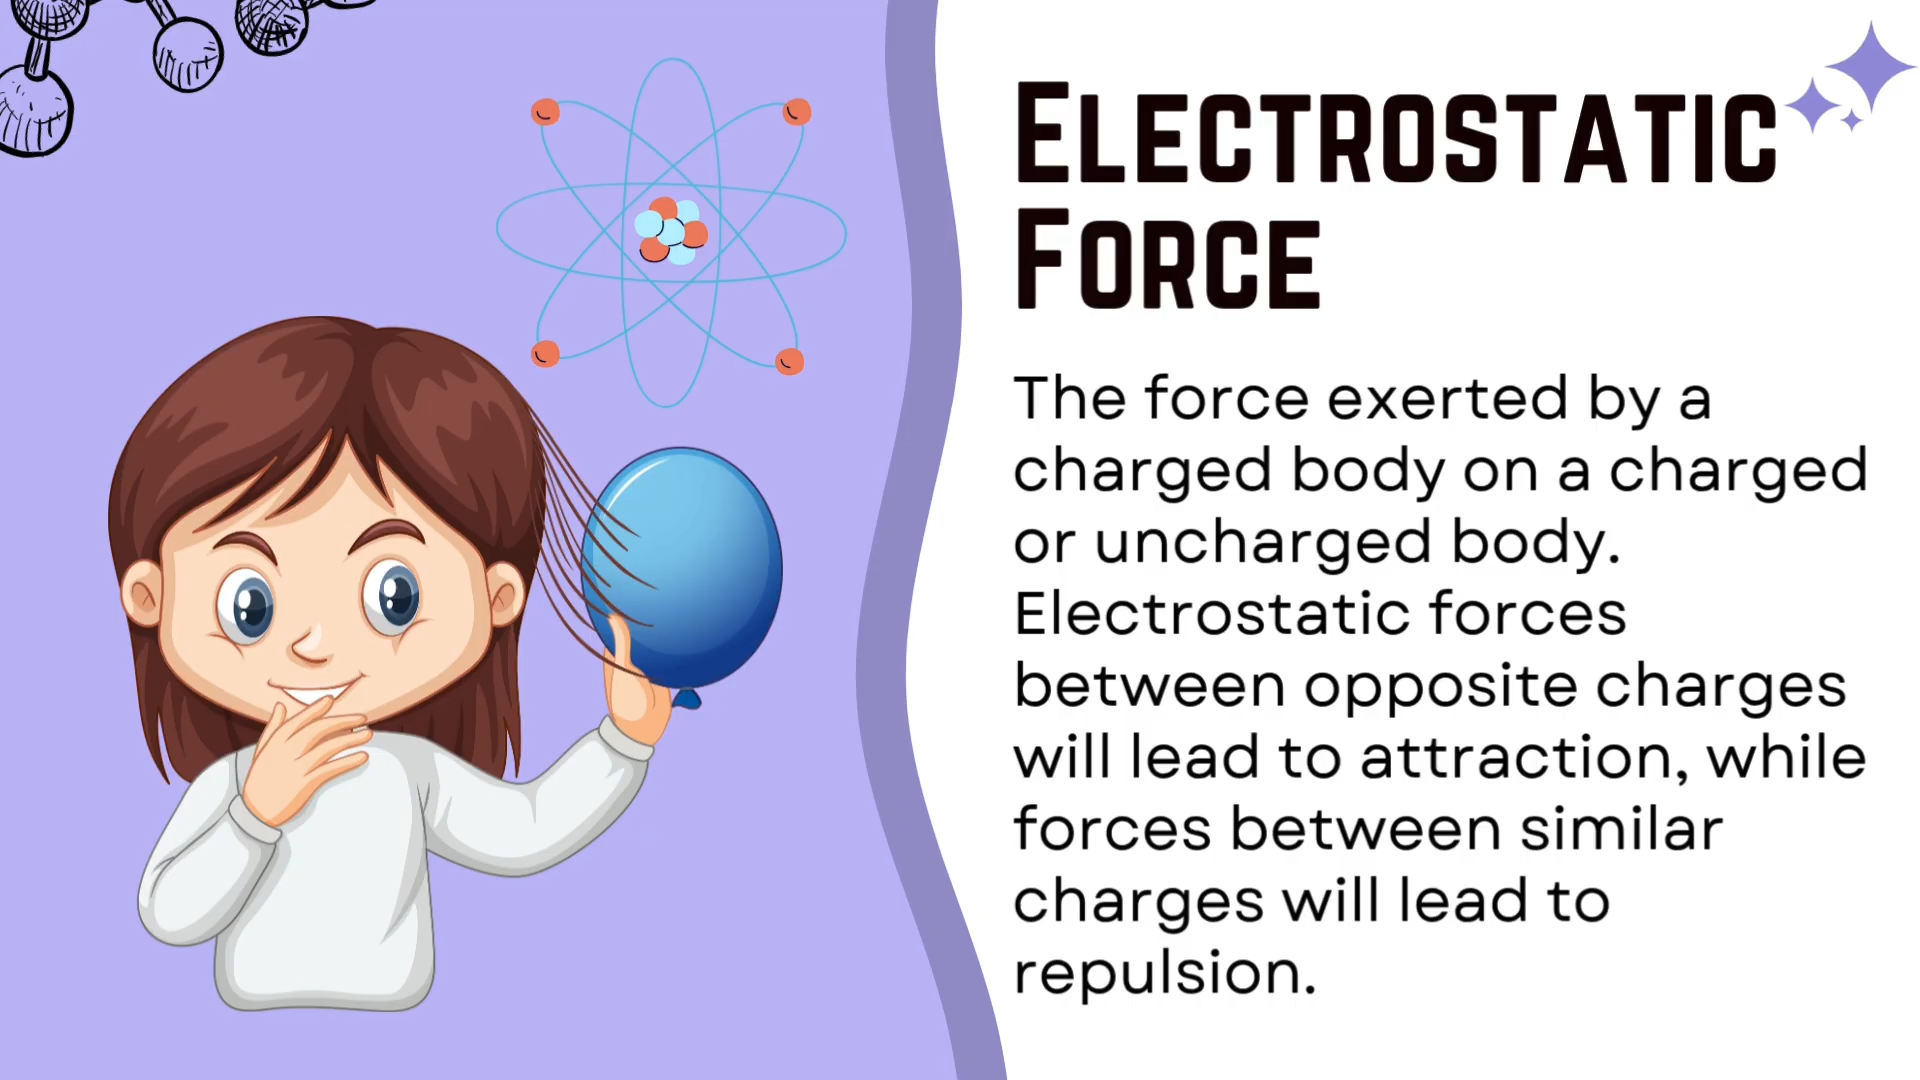 Electrostatic
Force
The force exerted by a
charged body on a charged
or uncharged body.
Electrostatic forces
between opposite charges
will lead to attraction, while
forces between similar
charges will lead to
repulsion.